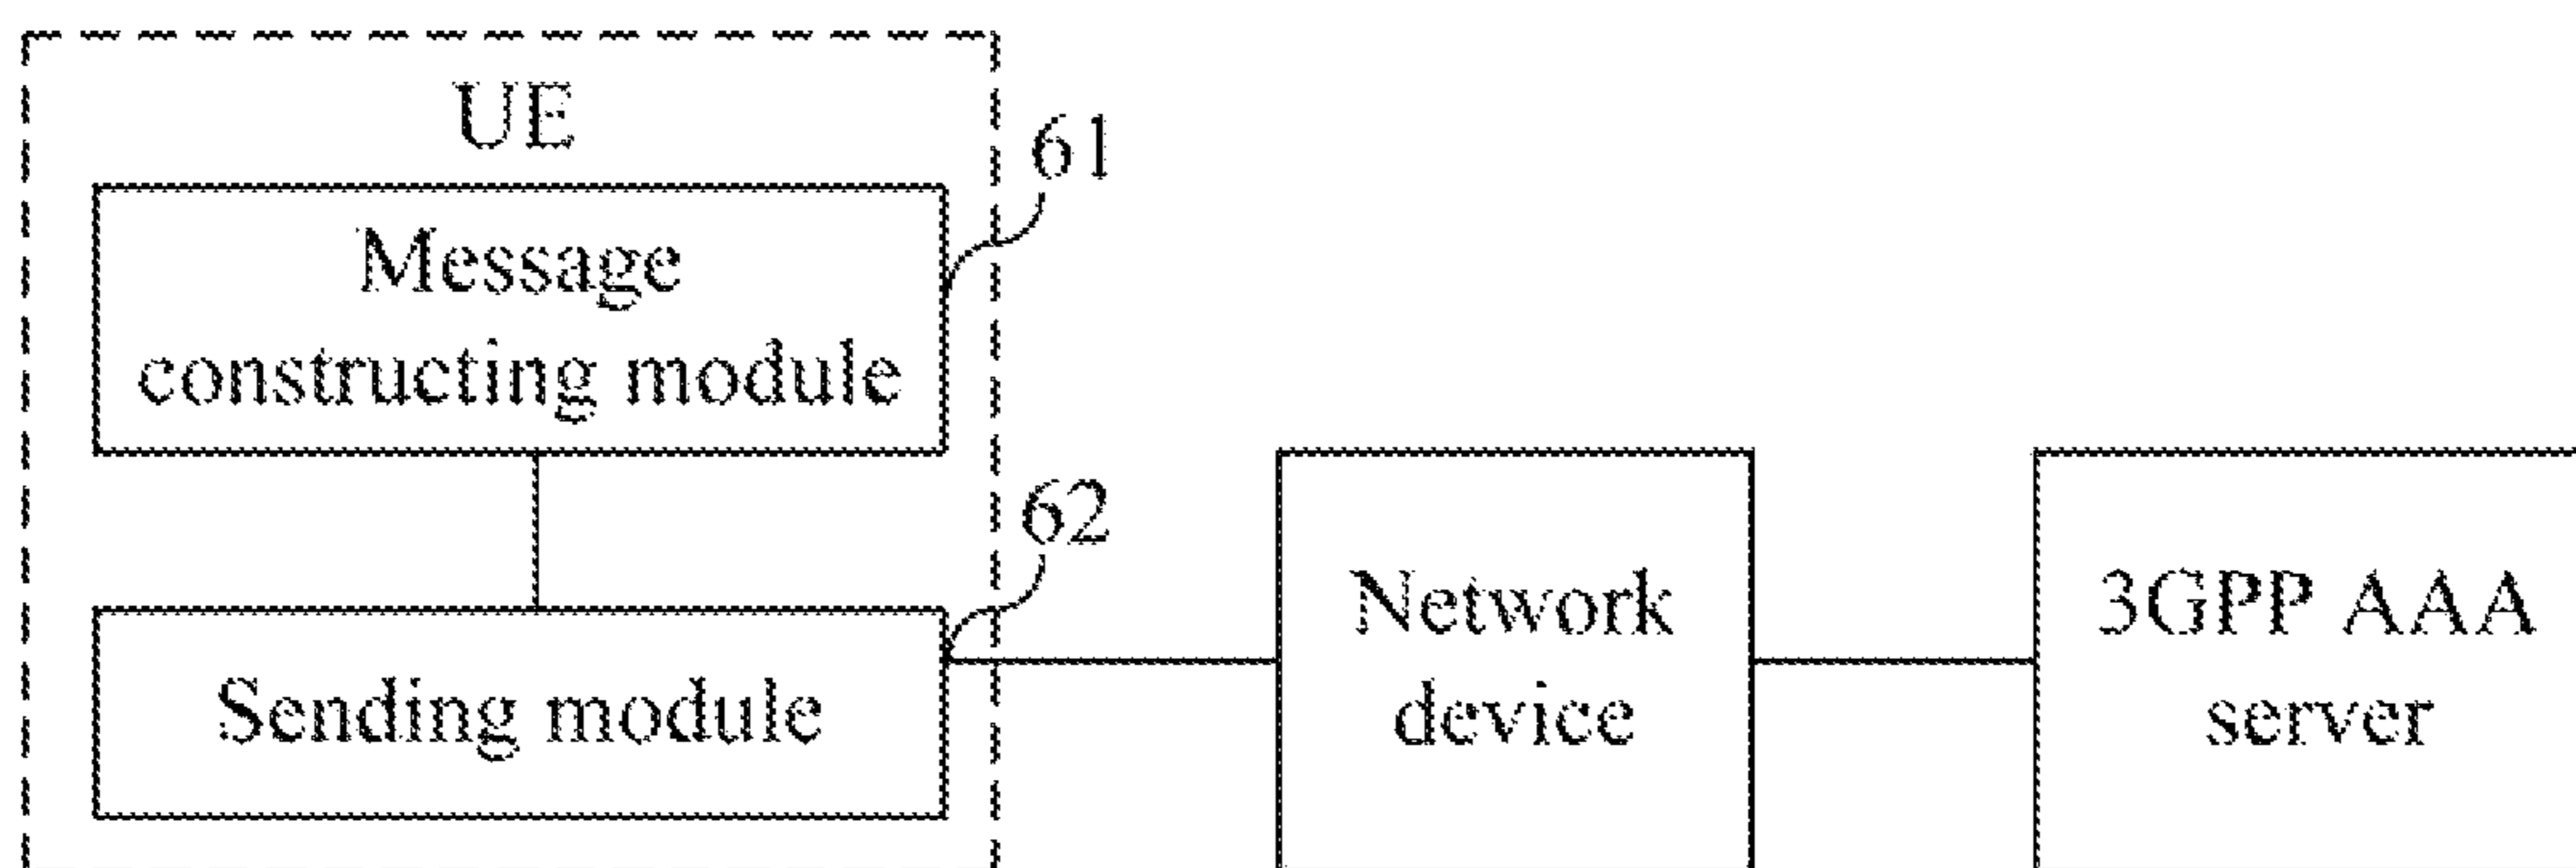 UE
61
Message
constructing module
62
Sending module
Network
device
3GPP AAA
server